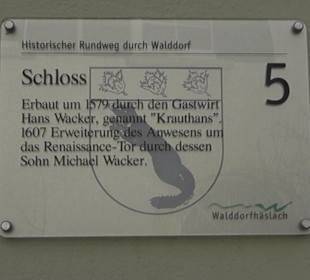 Historischer Rundweg durch Walddorf
Schloss
5
Erbaut um 1579 durch den Gastwirt
Hans Wacker, genannt "Krauthans".
1607 Erweiterung des Anwesens um
das Renaissance-Tor durch dessen
Sohn Michael Wacker.
Walddorfhäslach